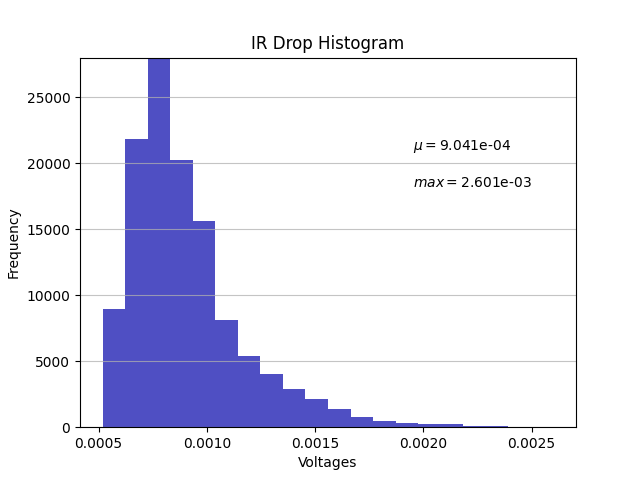 IR Drop Histogram
25000
20000
15000
10000
5000
0
Frequency
μ = 9.041e-04
max = 2.601e-03
0.0005 0.0010 0.0015 0.0020 0.0025
Voltages